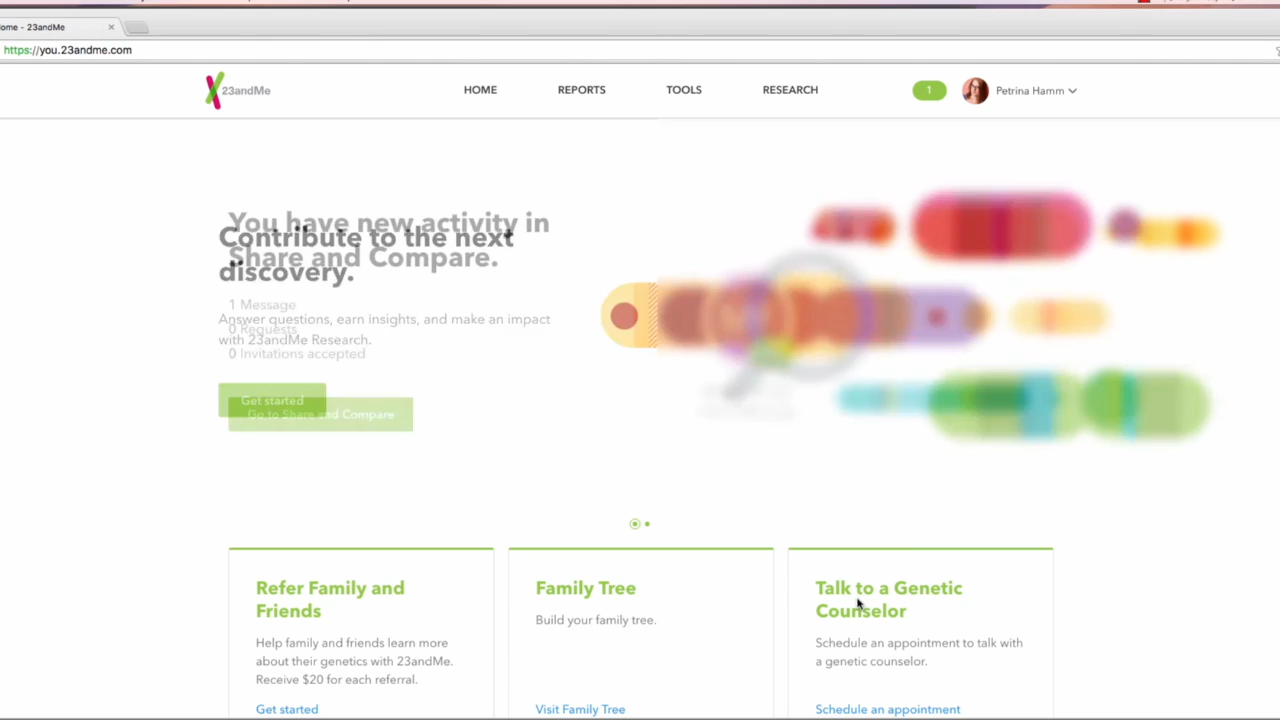 ome - 23andMe
https://you.23andme.com
23andMe
HOME
REPORTS
TOOLS
RESEARCH
1
Petrina Hamm
You have new activity in
Share and Compare.
1 Message
0 Requests
0 Invitations accepted
Go to Share and Compare
Contribute to the next
discovery.
Answer questions, earn insights, and make an impact
with 23andMe Research.
Get started
Refer Family and
Friends
Help family and friends learn more
about their genetics with 23andMe.
Receive $20 for each referral.
Get started
Family Tree
Build your family tree.
Visit Family Tree
Talk to a Genetic
Counselor
Schedule an appointment to talk with
a genetic counselor.
Schedule an appointment